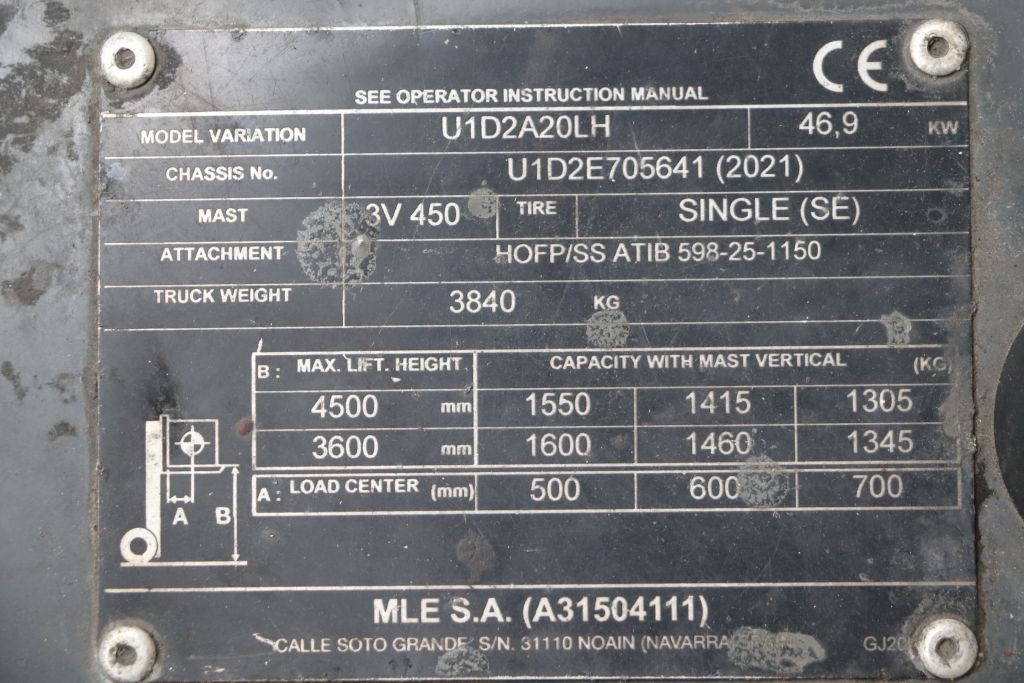 CE
SEE OPERATOR INSTRUCTION MANUAL
MODEL VARIATION U1D2A20LH 46,9 KW
CHASSIS No. U1D2E705641 (2021)
MAST 3V 450 TIRE SINGLE (SE)
ATTACHMENT HOFP/SS ATIB 598-25-1150
TRUCK WEIGHT 3840 KG
B: MAX. LIFT. HEIGHT CAPACITY WITH MAST VERTICAL (KG)
4500 mm 1550 1415 1305
3600 mm 1600 1460 1345
A: LOAD CENTER (mm) 500 600 700
A B
MLE S.A. (A31504111)
CALLE SOTO GRANDE, S/N. 31110 NOAIN (NAVARRA